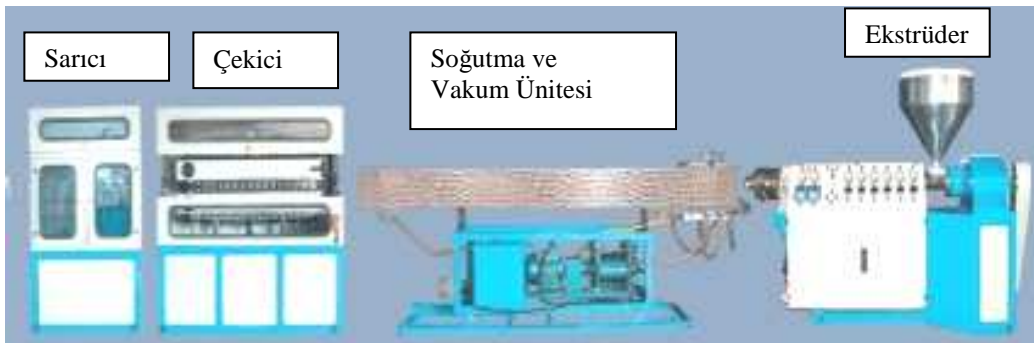 Sarıcı
Çekici
Soğutma ve
Vakum Ünitesi
Ekstrüder